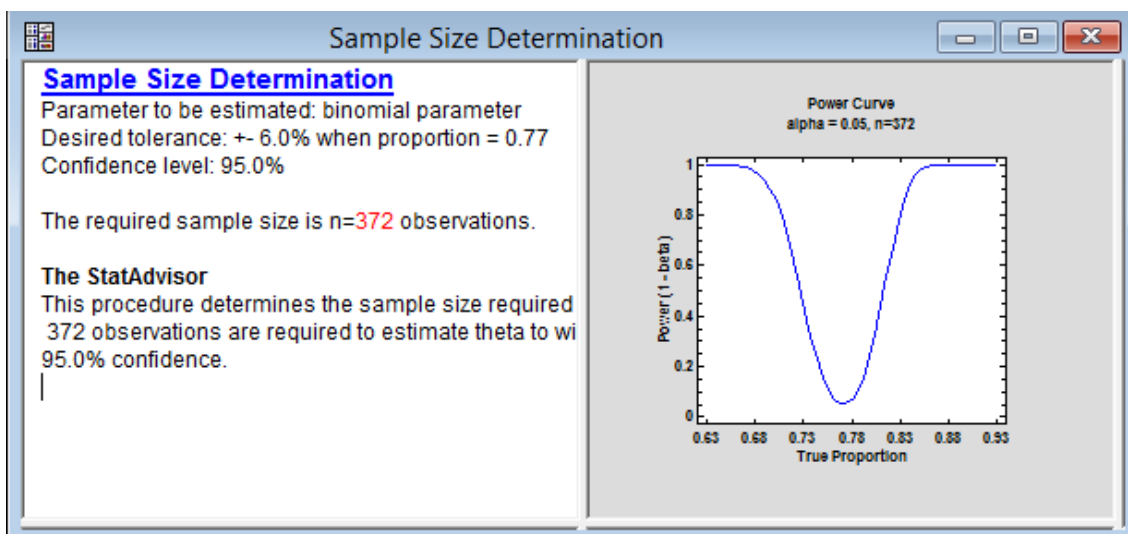 Sample Size Determination
Sample Size Determination
Parameter to be estimated: binomial parameter
Desired tolerance: +- 6.0% when proportion = 0.77
Confidence level: 95.0%
The required sample size is n=372 observations.
The StatAdvisor
This procedure determines the sample size required
372 observations are required to estimate theta to wi
95.0% confidence.
Power Curve
alpha = 0.05, n=372
Power (1 - beta)
1
0.8
0.6
0.4
0.2
0
0.63 0.68 0.73 0.78 0.83 0.88 0.93
True Proportion